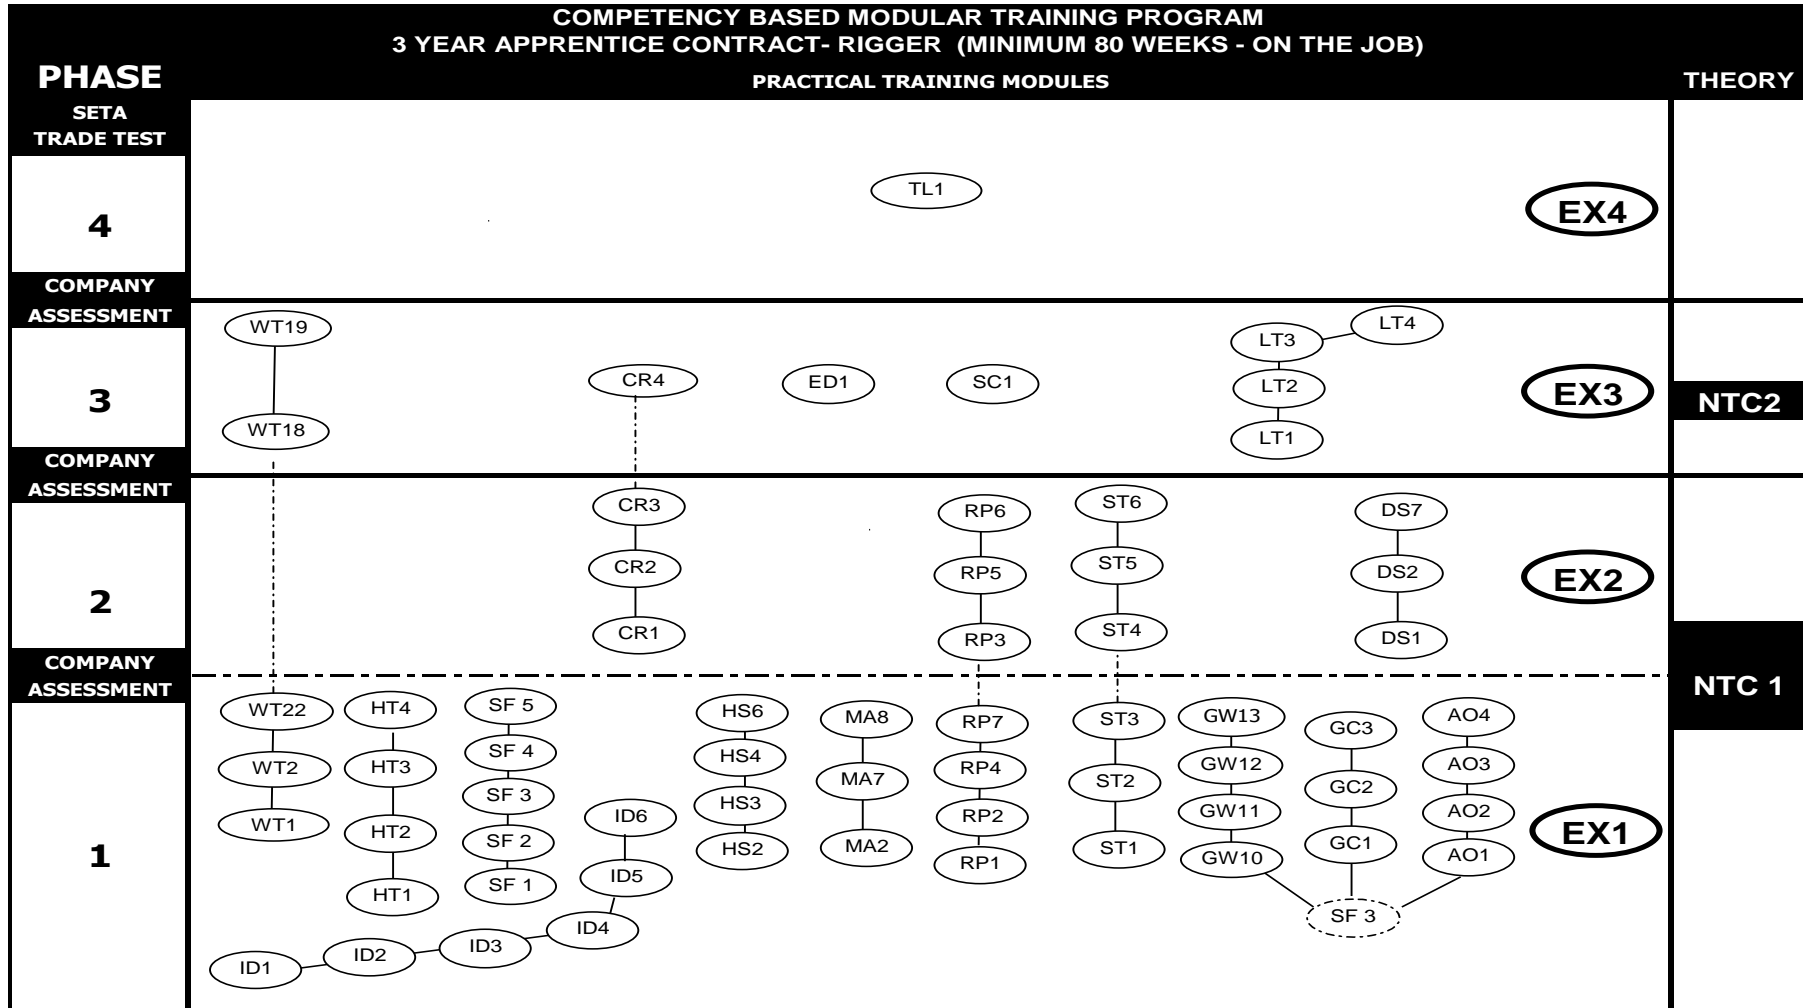 COMPETENCY BASED MODULAR TRAINING PROGRAM
3 YEAR APPRENTICE CONTRACT- RIGGER (MINIMUM 80 WEEKS - ON THE JOB)
PHASE
PRACTICAL TRAINING MODULES
THEORY
SETA
TRADE TEST
TL1
EX4
4
COMPANY
ASSESSMENT
WT19
LT4
LT3
CR4
ED1
SC1
LT2
EX3
3
NTC2
WT18
LT1
COMPANY
ASSESSMENT
CR3
RP6
ST6
DS7
CR2
RP5
ST5
DS2
EX2
2
CR1
RP3
ST4
DS1
COMPANY
ASSESSMENT
NTC 1
WT22
HT4
SF 5
HS6
MA8
RP7
ST3
GW13
GC3
AO4
WT2
HT3
SF 4
HS4
MA7
RP4
ST2
GW12
GC2
AO3
SF 3
ID6
HS3
RP2
GW11
AO2
WT1
HT2
SF 2
HS2
MA2
RP1
ST1
GW10
GC1
AO1
EX1
1
HT1
SF 1
ID5
SF 3
ID4
ID3
ID2
ID1